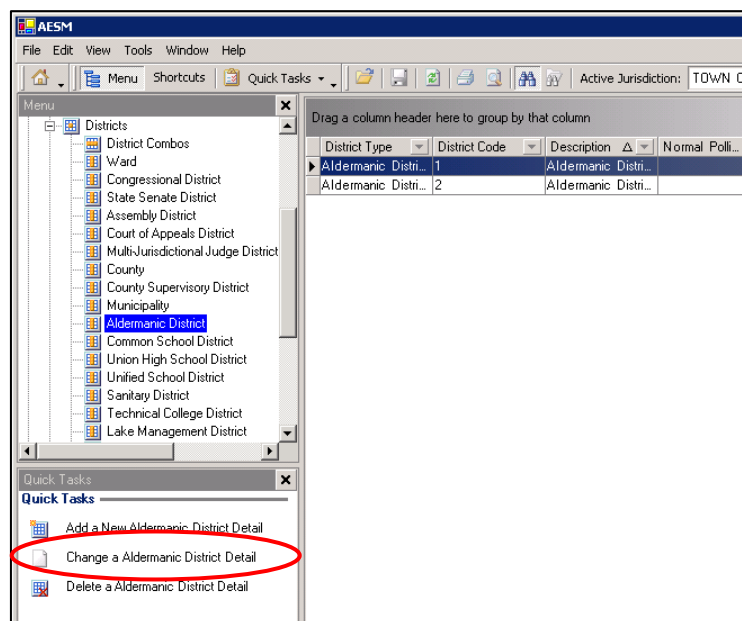 AESM
File Edit View Tools Window Help
Menu Shortcuts Quick Tasks Active Jurisdiction: TOWN
Menu
Districts
District Combos
Ward
Congressional District
State Senate District
Assembly District
Court of Appeals District
Multi-Jurisdictional Judge District
County
County Supervisory District
Municipality
Aldermanic District
Common School District
Union High School District
Unified School District
Sanitary District
Technical College District
Lake Management District
Quick Tasks
Quick Tasks
Add a New Aldermanic District Detail
Change a Aldermanic District Detail
Delete a Aldermanic District Detail
Drag a column header here to group by that column
District Type District Code Description Normal Polli...
Aldermanic Distri... 1 Aldermanic Distri...
Aldermanic Distri... 2 Aldermanic Distri...